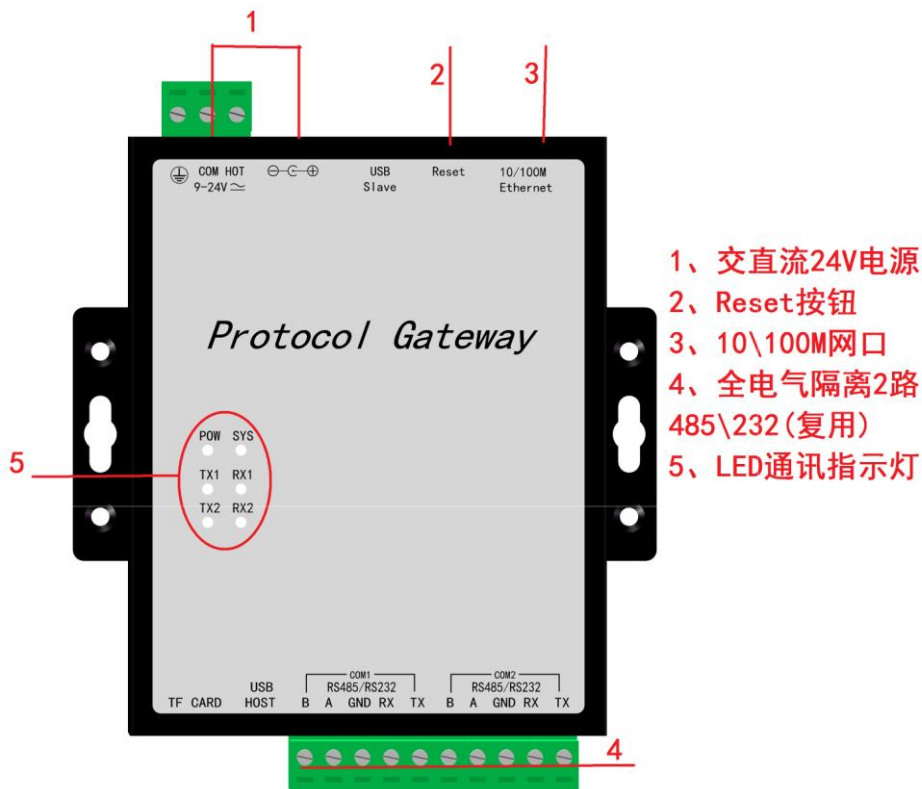 1
2
3
COM HOT
9-24V
USB
Slave
Reset
10/100M
Ethernet
Protocol Gateway
POW SYS
TX1 RX1
TX2 RX2
5
1、交直流24V电源
2、Reset按钮
3、10\100M网口
4、全电气隔离2路
485\232(复用)
5、LED通讯指示灯
TF CARD
USB
HOST
COM1
RS485/RS232
B A GND RX TX
COM2
RS485/RS232
B A GND RX TX
4